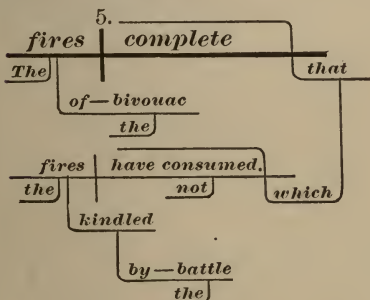 5.
fires complete
The that
of—bivouac
the
fires have consumed.
the not which
kindled
by—battle
the